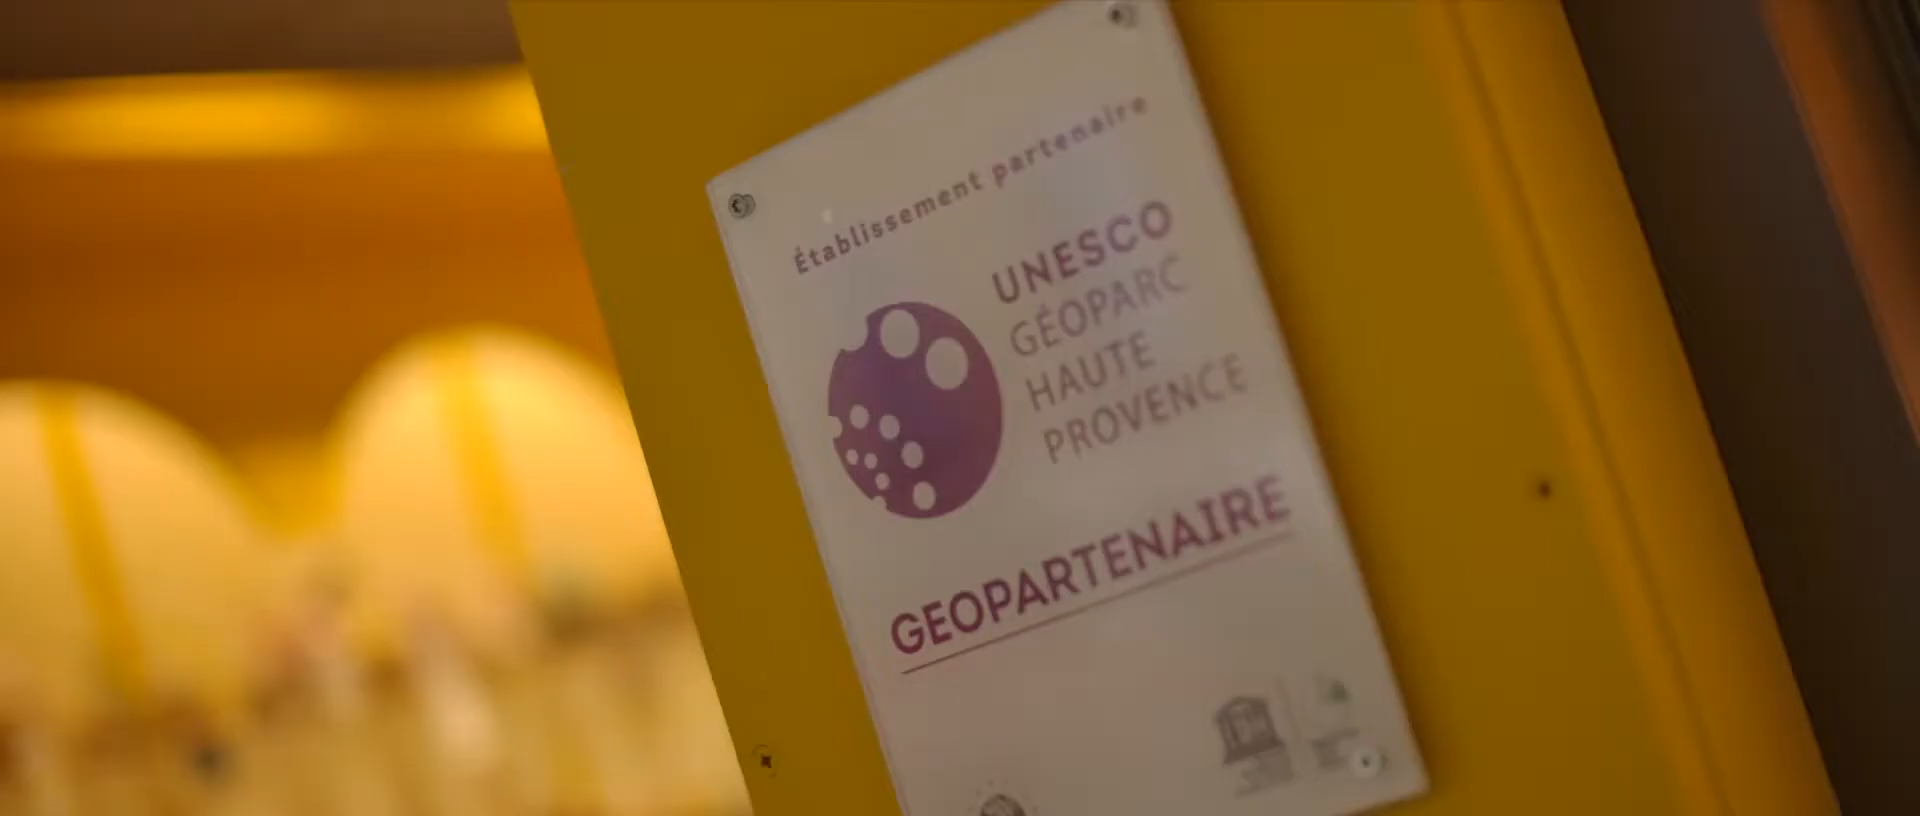 Établissement partenaire
UNESCO
GÉOPARC
HAUTE
PROVENCE
GEOPARTENAIRE